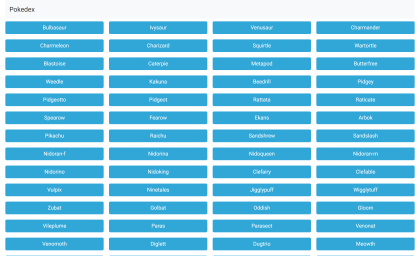 Pokedex
Bulbasaur Ivysaur Venusaur Charmander
Charmeleon Charizard Squirtle Wartortle
Blastoise Caterpie Metapod Butterfree
Weedle Kakuna Beedrill Pidgey
Pidgeotto Pidgeot Rattata Raticate
Spearow Fearow Ekans Arbok
Pikachu Raichu Sandshrew Sandslash
Nidoran-f Nidorina Nidoqueen Nidoran-m
Nidorino Nidoking Clefairy Clefable
Vulpix Ninetales Jigglypuff Wigglytuff
Zubat Golbat Oddish Gloom
Vileplume Paras Parasect Venonat
Venomoth Diglett Dugtrio Meowth